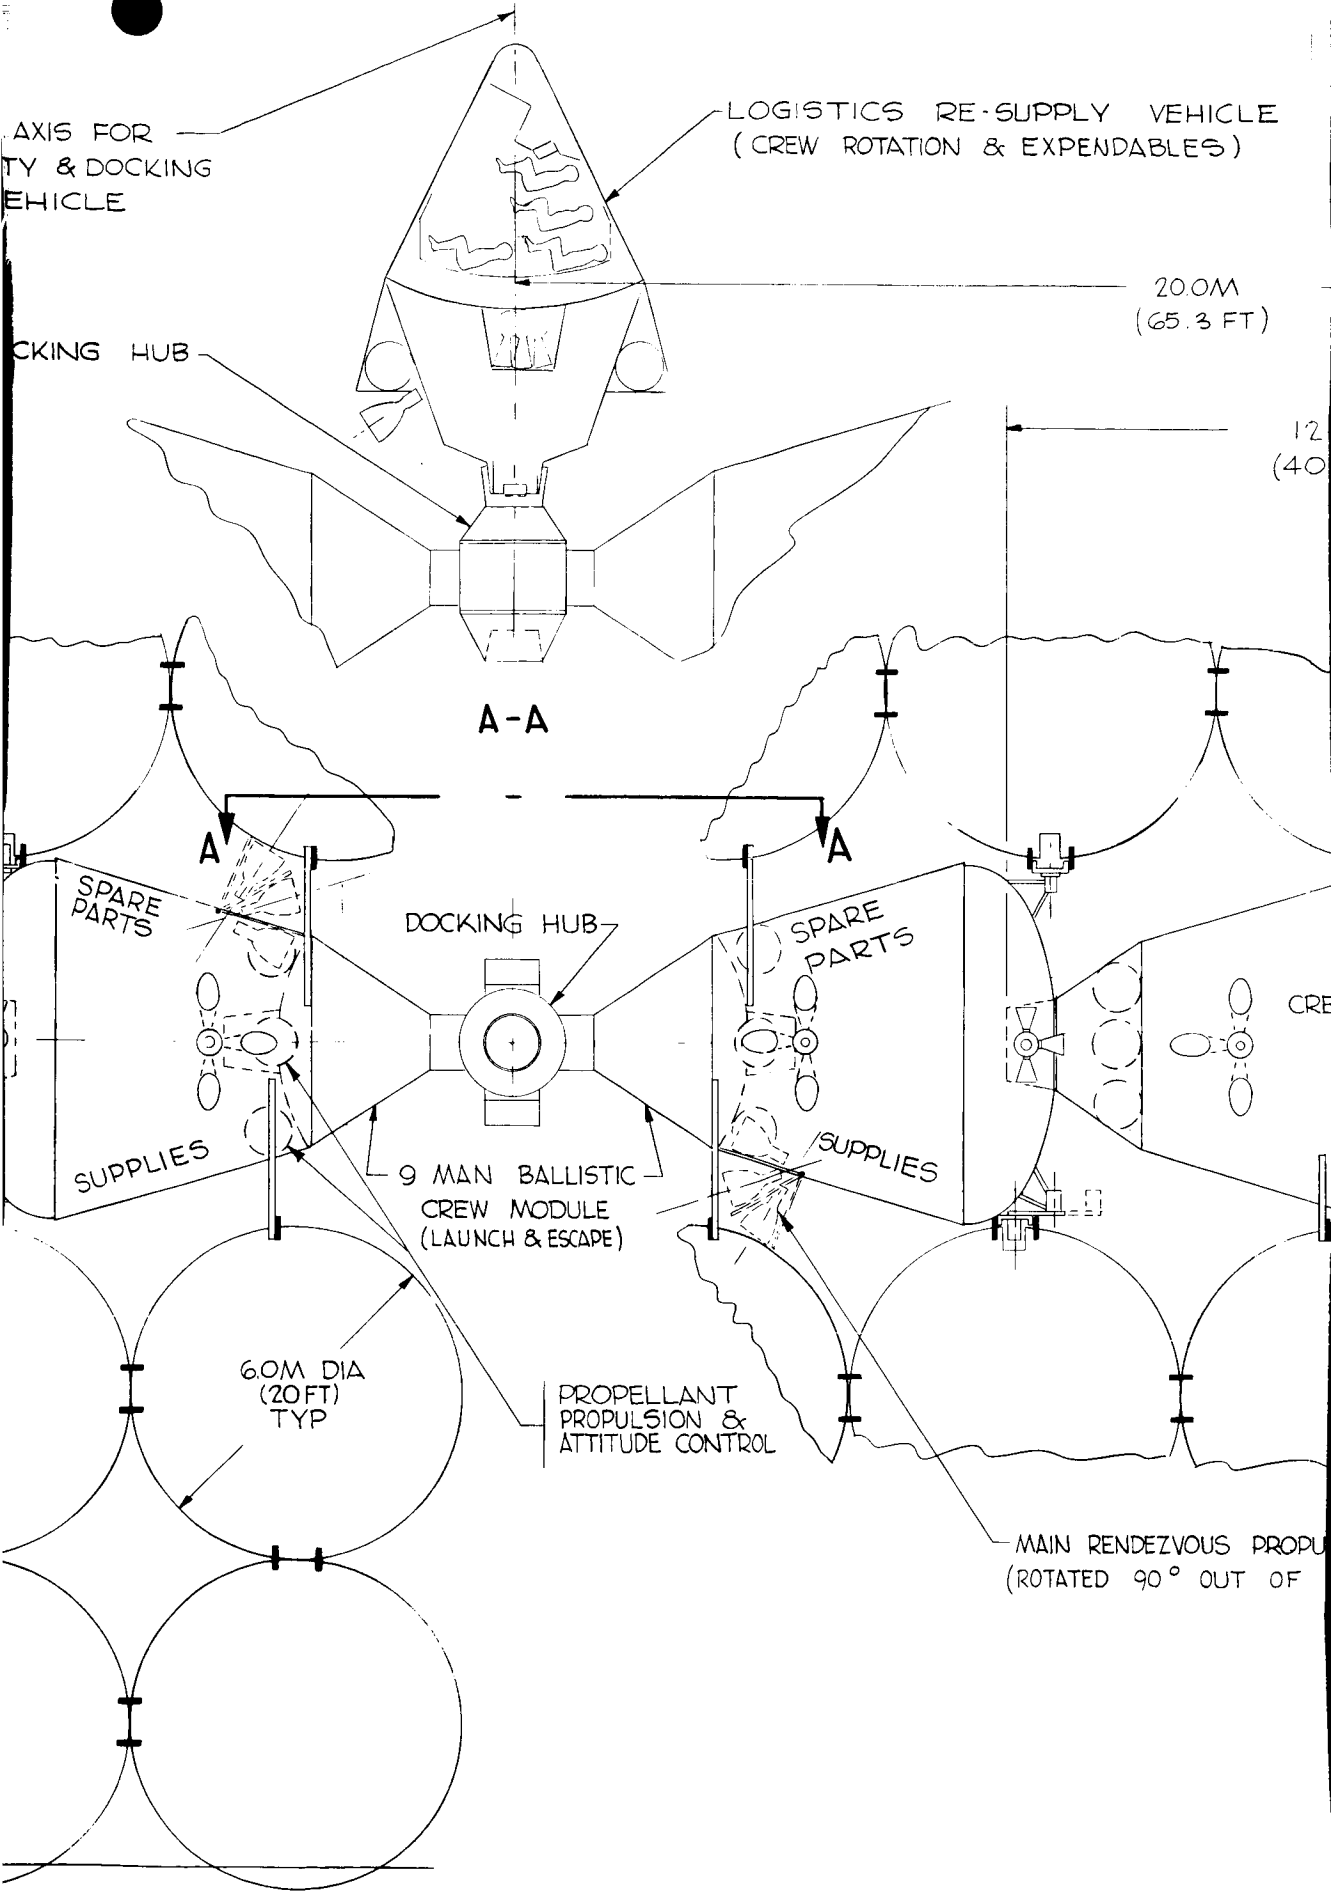 AXIS FOR
TY & DOCKING
EHICLE
LOGISTICS RE-SUPPLY VEHICLE
(CREW ROTATION & EXPENDABLES)
20.0M
(65.3 FT)
CKING HUB
12
(40
A-A
A
A
SPARE
PARTS
DOCKING HUB
SPARE
PARTS
CRE
SUPPLIES
9 MAN BALLISTIC
CREW MODULE
(LAUNCH & ESCAPE)
SUPPLIES
6.0M DIA
(20 FT)
TYP
PROPELLANT
PROPULSION &
ATTITUDE CONTROL
MAIN RENDEZVOUS PROPU
(ROTATED 90° OUT OF